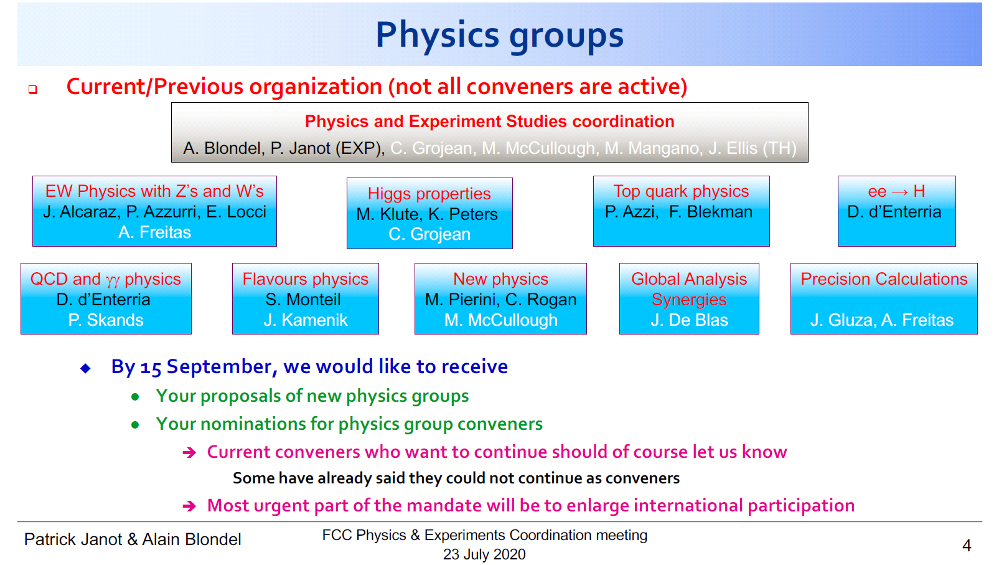 Physics groups
Current/Previous organization (not all conveners are active)
Physics and Experiment Studies coordination
A. Blondel, P. Janot (EXP), C. Grojean, M. McCullough, M. Mangano, J. Ellis (TH)
EW Physics with Z’s and W’s
J. Alcaraz, P. Azzurri, E. Locci
A. Freitas
Higgs properties
M. Klute, K. Peters
C. Grojean
Top quark physics
P. Azzi, F. Blekman
ee → H
D. d’Enterria
QCD and γγ physics
D. d’Enterria
P. Skands
Flavours physics
S. Monteil
J. Kamenik
New physics
M. Pierini, C. Rogan
M. McCullough
Global Analysis
Synergies
J. De Blas
Precision Calculations
J. Gluza, A. Freitas
By 15 September, we would like to receive
Your proposals of new physics groups
Your nominations for physics group conveners
Current conveners who want to continue should of course let us know
Some have already said they could not continue as conveners
Most urgent part of the mandate will be to enlarge international participation
Patrick Janot & Alain Blondel
FCC Physics & Experiments Coordination meeting
23 July 2020
4